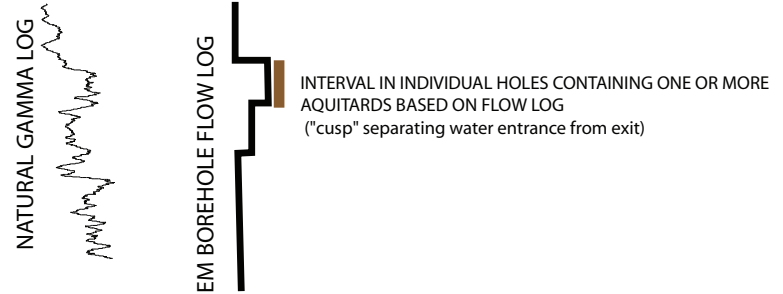 NATURAL GAMMA LOG
EM BOREHOLE FLOW LOG
INTERVAL IN INDIVIDUAL HOLES CONTAINING ONE OR MORE
AQUITARDS BASED ON FLOW LOG
("cusp" separating water entrance from exit)